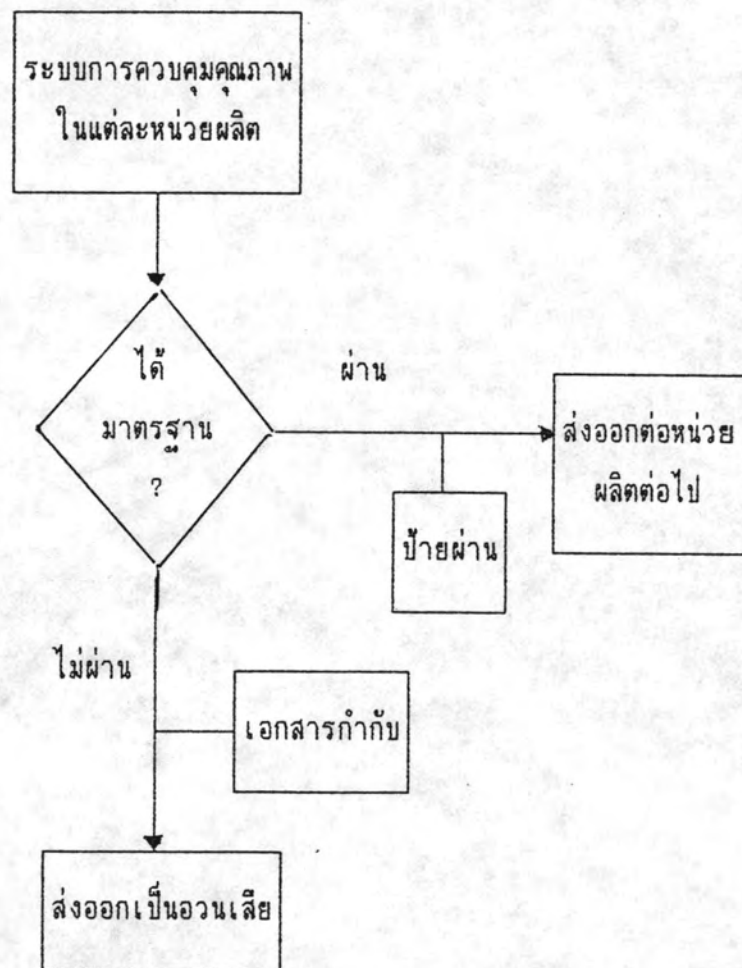 ระบบการควบคุมคุณภาพ
ในแต่ละหน่วยผลิต
ได้
มาตรฐาน
?
ผ่าน
ส่งออกต่อหน่วย
ผลิตต่อไป
ป้ายผ่าน
ไม่ผ่าน
เอกสารกำกับ
ส่งออกเป็นอวนเสีย